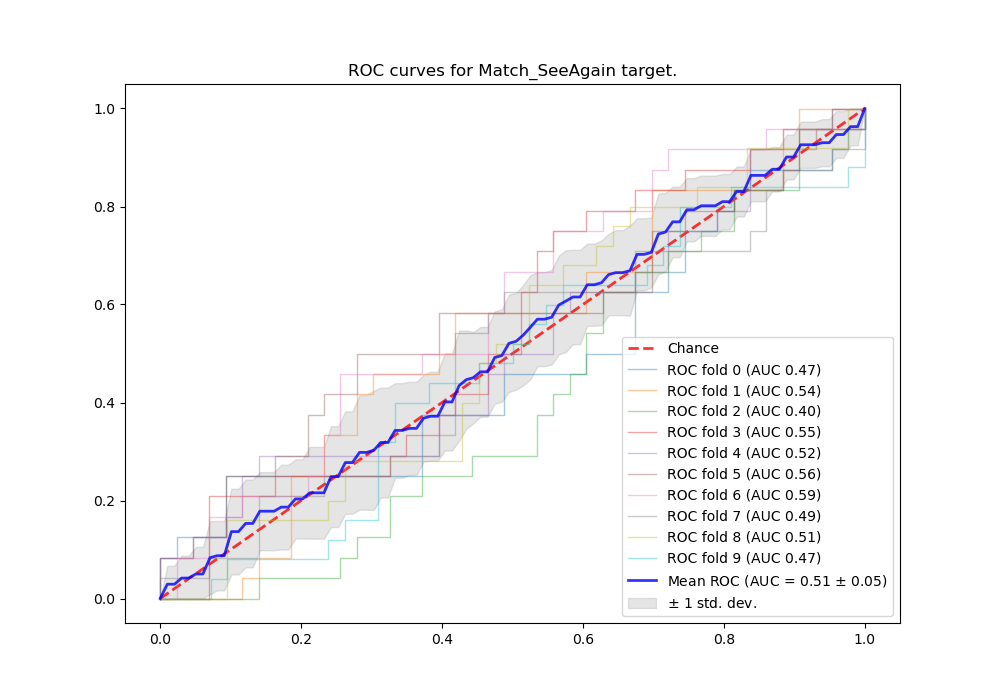 ROC curves for Match_SeeAgain target.
1.0
0.8
0.6
0.4
0.2
0.0
0.0 0.2 0.4 0.6 0.8 1.0
Chance
ROC fold 0 (AUC 0.47)
ROC fold 1 (AUC 0.54)
ROC fold 2 (AUC 0.40)
ROC fold 3 (AUC 0.55)
ROC fold 4 (AUC 0.52)
ROC fold 5 (AUC 0.56)
ROC fold 6 (AUC 0.59)
ROC fold 7 (AUC 0.49)
ROC fold 8 (AUC 0.51)
ROC fold 9 (AUC 0.47)
Mean ROC (AUC = 0.51 ± 0.05)
± 1 std. dev.